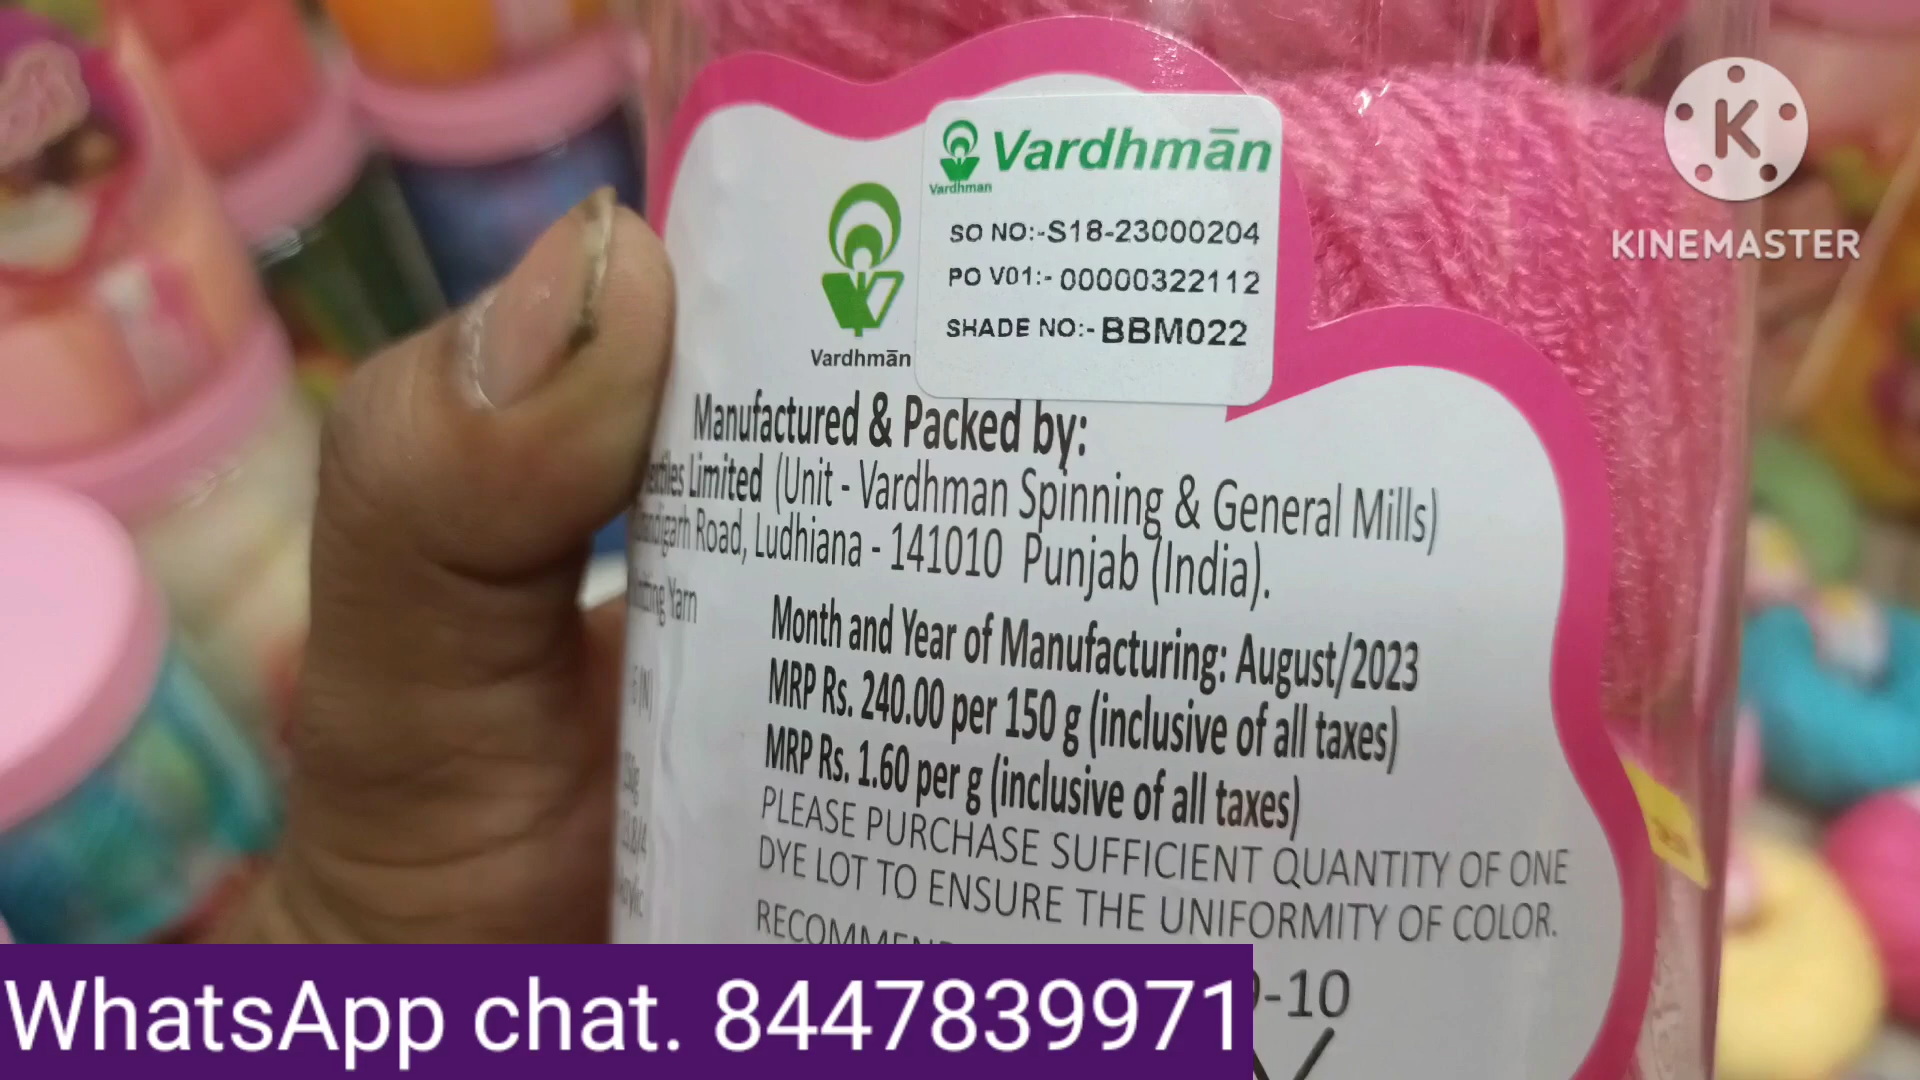 Vardhmān
Vardhman
SO NO:-S18-23000204
PO V01:- 00000322112
SHADE NO:- BBM022
Vardhmān
KINEMASTER
Manufactured & Packed by:
Limited (Unit - Vardhman Spinning & General Mills)
Road, Ludhiana - 141010 Punjab (India).
Yarn
Month and Year of Manufacturing: August/2023
MRP Rs. 240.00 per 150 g (inclusive of all taxes)
MRP Rs. 1.60 per g (inclusive of all taxes)
PLEASE PURCHASE SUFFICIENT QUANTITY OF ONE
DYE LOT TO ENSURE THE UNIFORMITY OF COLOR.
-10
WhatsApp chat. 8447839971